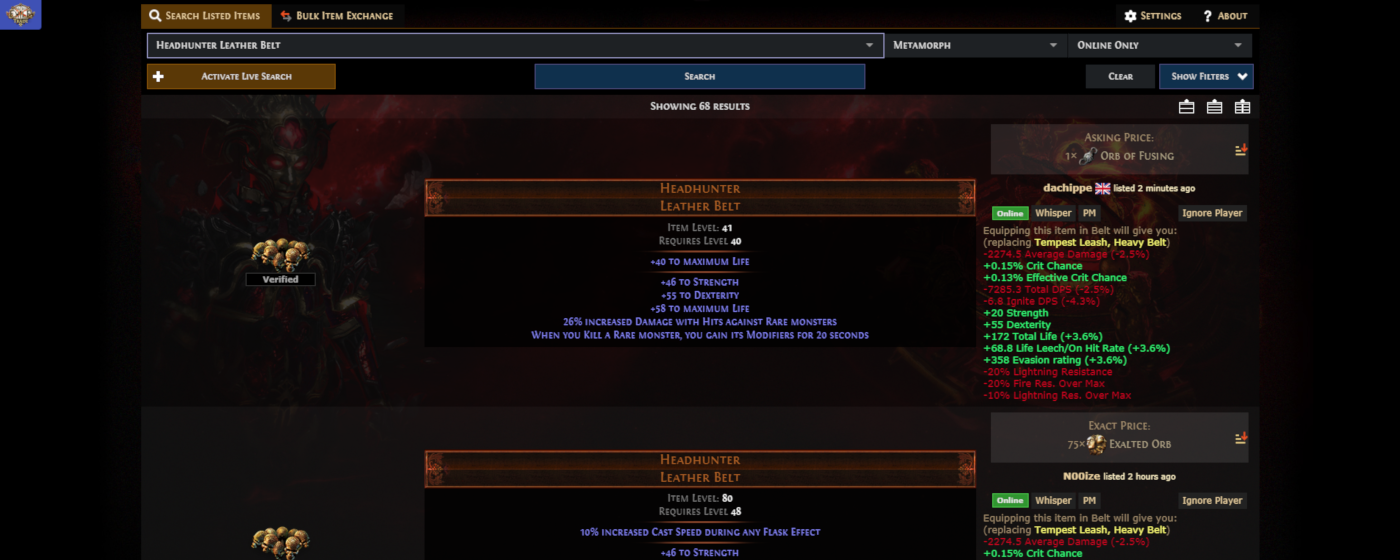 Search Listed Items
Bulk Item Exchange
Settings
? About
Headhunter Leather Belt
Metamorph
Online Only
Activate Live Search
Search
Clear
Show Filters
Showing 68 results
Headhunter
Leather Belt
Item Level: 41
Requires Level 40
+40 to maximum Life
+46 to Strength
+55 to Dexterity
+58 to maximum Life
26% increased Damage with Hits against Rare monsters
When you Kill a Rare monster, you gain its Modifiers for 20 seconds
Verified
Asking Price:
1× Orb of Fusing
dachippe listed 2 minutes ago
Online Whisper PM Ignore Player
Equipping this item in Belt will give you:
(replacing Tempest Leash, Heavy Belt)
-2274.5 Average Damage (-2.5%)
+0.15% Crit Chance
+0.13% Effective Crit Chance
-7285.3 Total DPS (-2.5%)
-8.8 Ignite DPS (-4.3%)
+20 Strength
+55 Dexterity
+172 Total Life (+3.6%)
+68.8 Life Leech/On Hit Rate (+3.6%)
+358 Evasion rating (+3.6%)
-20% Lightning Resistance
-20% Fire Res. Over Max
-10% Lightning Res. Over Max
Headhunter
Leather Belt
Item Level: 80
Requires Level 48
10% increased Cast Speed during any Flask Effect
+46 to Strength
Exact Price:
75× Exalted Orb
N00ize listed 2 hours ago
Online Whisper PM Ignore Player
Equipping this item in Belt will give you:
(replacing Tempest Leash, Heavy Belt)
-2274.5 Average Damage (-2.5%)
+0.15% Crit Chance